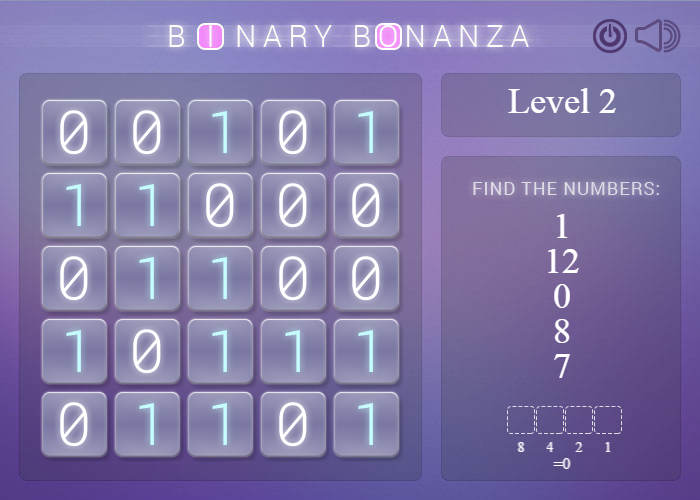 BINARY BONANZA
0 0 1 0 1
1 1 0 0 0
0 1 1 0 0
1 0 1 1 1
0 1 1 0 1
Level 2
FIND THE NUMBERS:
1
12
0
8
7
8 4 2 1
=0